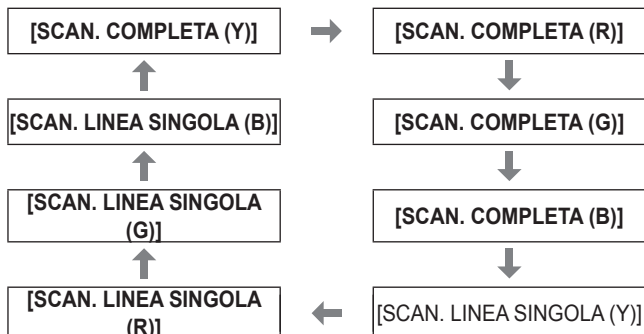 [SCAN. COMPLETA (Y)]
[SCAN. COMPLETA (R)]
[SCAN. LINEA SINGOLA (B)]
[SCAN. COMPLETA (G)]
[SCAN. LINEA SINGOLA
(G)]
[SCAN. COMPLETA (B)]
[SCAN. LINEA SINGOLA
(R)]
[SCAN. LINEA SINGOLA (Y)]